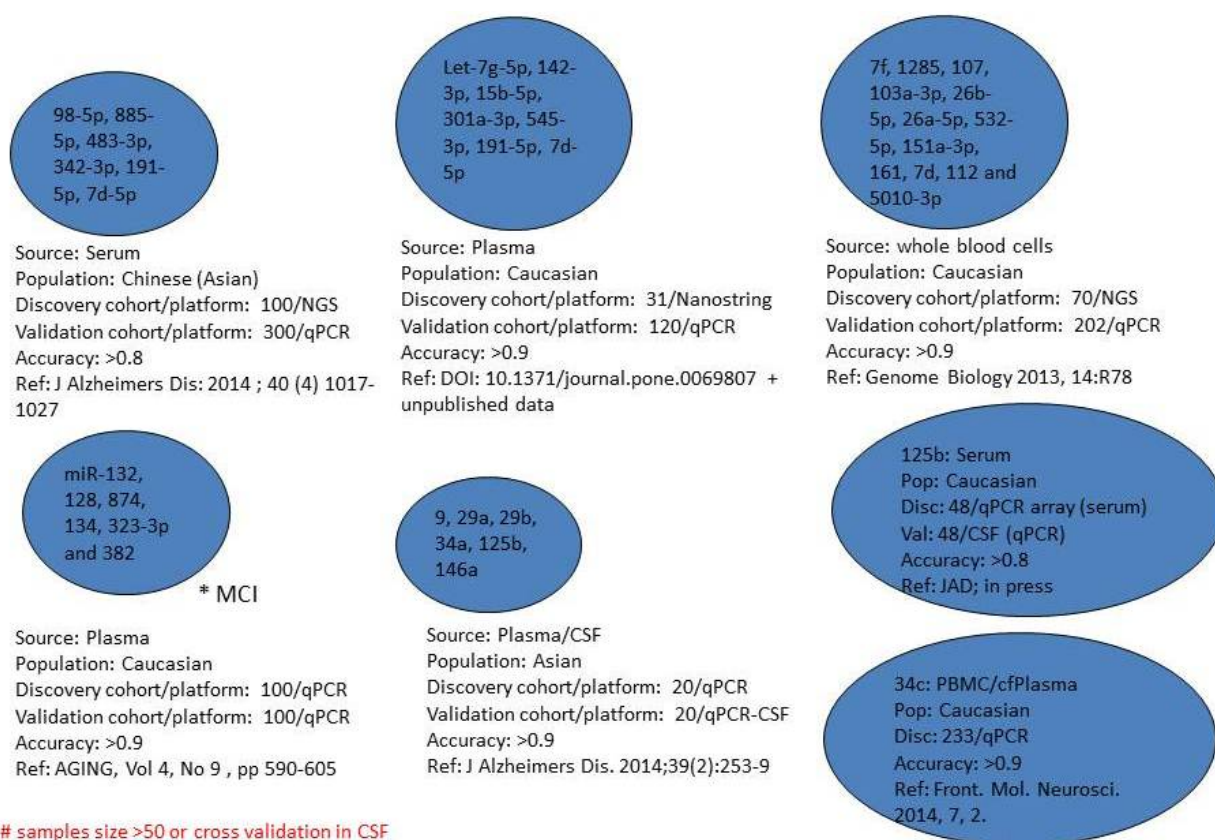 98-5p, 885-
5p, 483-3p,
342-3p, 191-
5p, 7d-5p
Source: Serum
Population: Chinese (Asian)
Discovery cohort/platform: 100/NGS
Validation cohort/platform: 300/qPCR
Accuracy: >0.8
Ref: J Alzheimers Dis: 2014 ; 40 (4) 1017-
1027
Let-7g-5p, 142-
3p, 15b-5p,
301a-3p, 545-
3p, 191-5p, 7d-
5p
Source: Plasma
Population: Caucasian
Discovery cohort/platform: 31/Nanostring
Validation cohort/platform: 120/qPCR
Accuracy: >0.9
Ref: DOI: 10.1371/journal.pone.0069807 +
unpublished data
7f, 1285, 107,
103a-3p, 26b-
5p, 26a-5p, 532-
5p, 151a-3p,
161, 7d, 112 and
5010-3p
Source: whole blood cells
Population: Caucasian
Discovery cohort/platform: 70/NGS
Validation cohort/platform: 202/qPCR
Accuracy: >0.9
Ref: Genome Biology 2013, 14:R78
miR-132,
128, 874,
134, 323-3p
and 382
* MCI
Source: Plasma
Population: Caucasian
Discovery cohort/platform: 100/qPCR
Validation cohort/platform: 100/qPCR
Accuracy: >0.9
Ref: AGING, Vol 4, No 9 , pp 590-605
9, 29a, 29b,
34a, 125b,
146a
Source: Plasma/CSF
Population: Asian
Discovery cohort/platform: 20/qPCR
Validation cohort/platform: 20/qPCR-CSF
Accuracy: >0.9
Ref: J Alzheimers Dis. 2014;39(2):253-9
125b: Serum
Pop: Caucasian
Disc: 48/qPCR array (serum)
Val: 48/CSF (qPCR)
Accuracy: >0.8
Ref: JAD; in press
34c: PBMC/cfPlasma
Pop: Caucasian
Disc: 233/qPCR
Accuracy: >0.9
Ref: Front. Mol. Neurosci.
2014, 7, 2.
# samples size >50 or cross validation in CSF